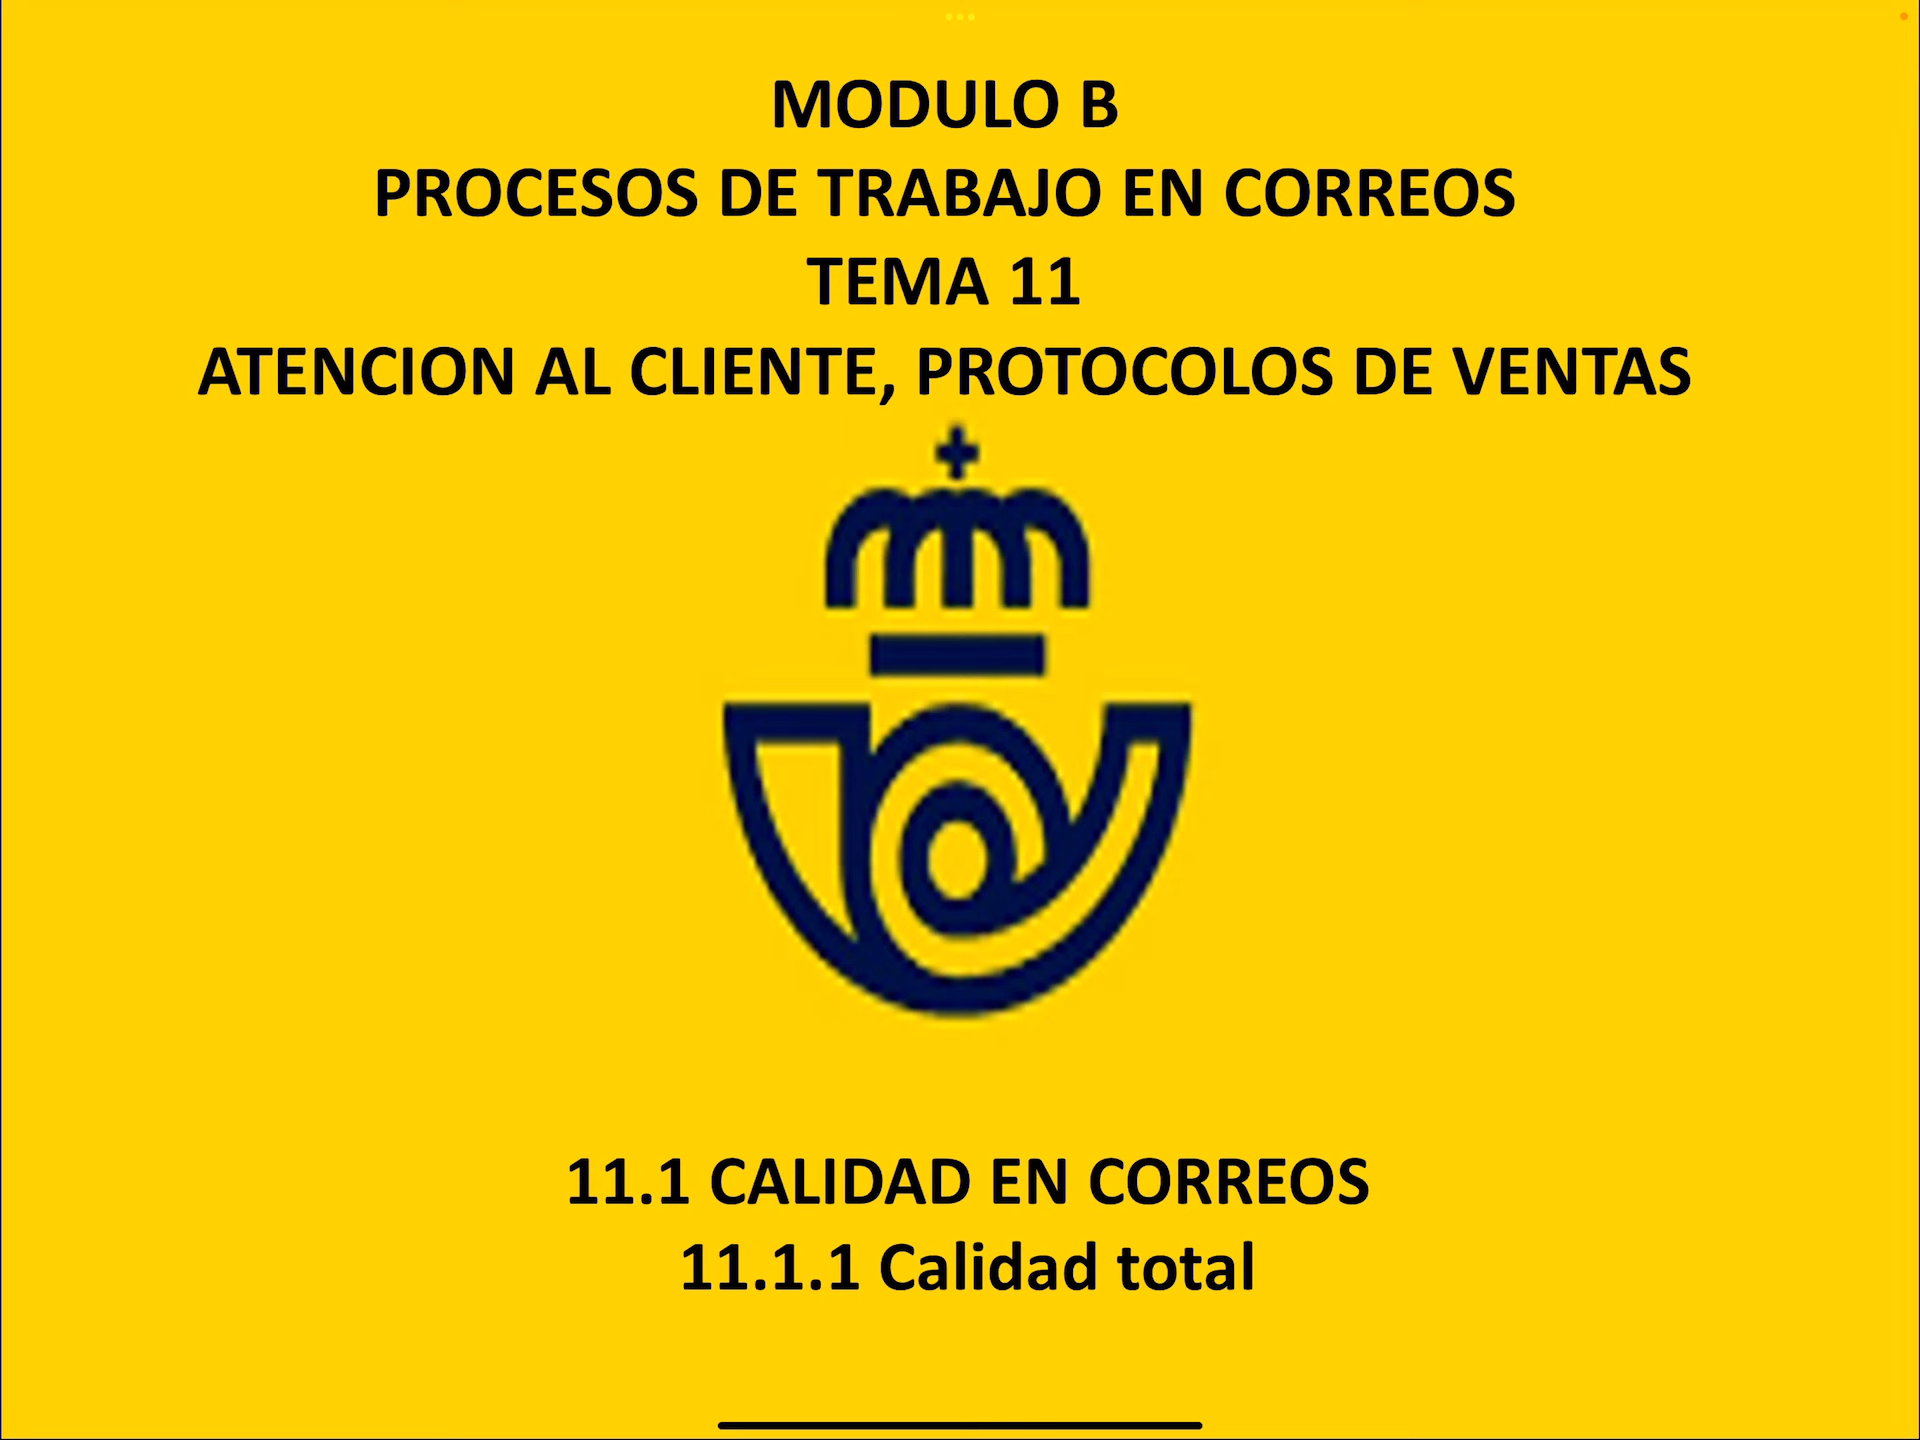 MODULO B
PROCESOS DE TRABAJO EN CORREOS
TEMA 11
ATENCION AL CLIENTE, PROTOCOLOS DE VENTAS
11.1 CALIDAD EN CORREOS
11.1.1 Calidad total